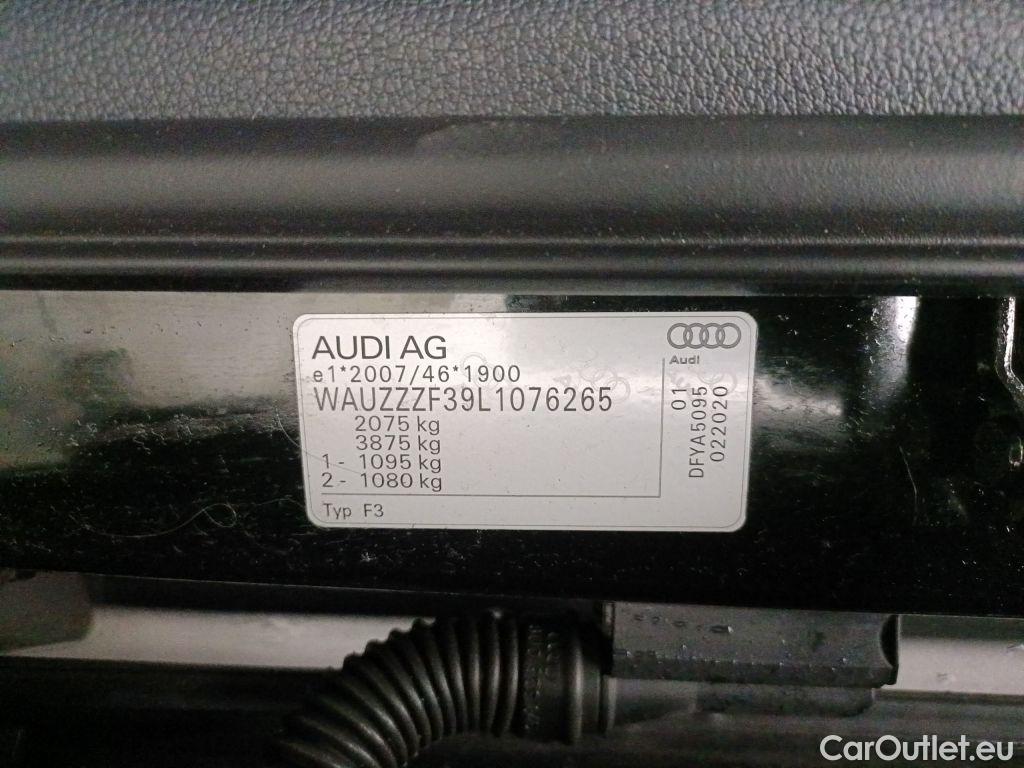 AUDI AG
e1*2007/46*1900
WAUZZZF39L1076265
2075 kg
3875 kg
1 - 1095 kg
2 - 1080 kg
Typ F3
Audi
01
DFYA5095
022020
CarOutlet.eu